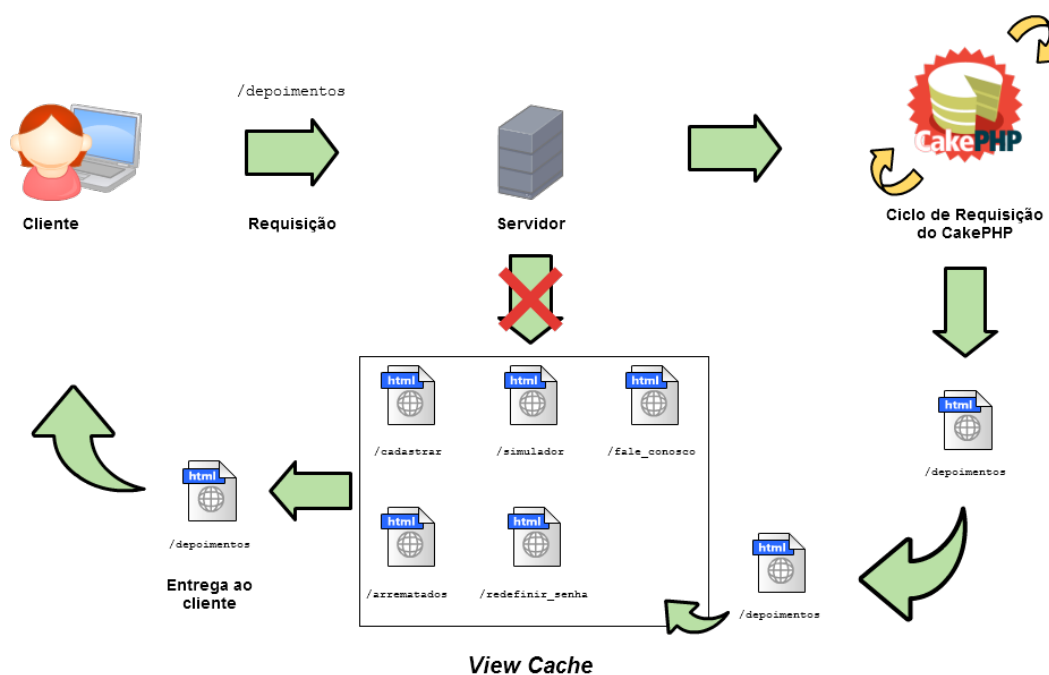 /depoimentos
CakePHP
Cliente
Requisição
Servidor
Ciclo de Requisição
do CakePHP
html
/cadastrar
html
/simulador
html
/fale_conosco
html
/depoimentos
html
/depoimentos
Entrega ao
cliente
html
/arrematados
html
/redefinir_senha
html
/depoimentos
View Cache